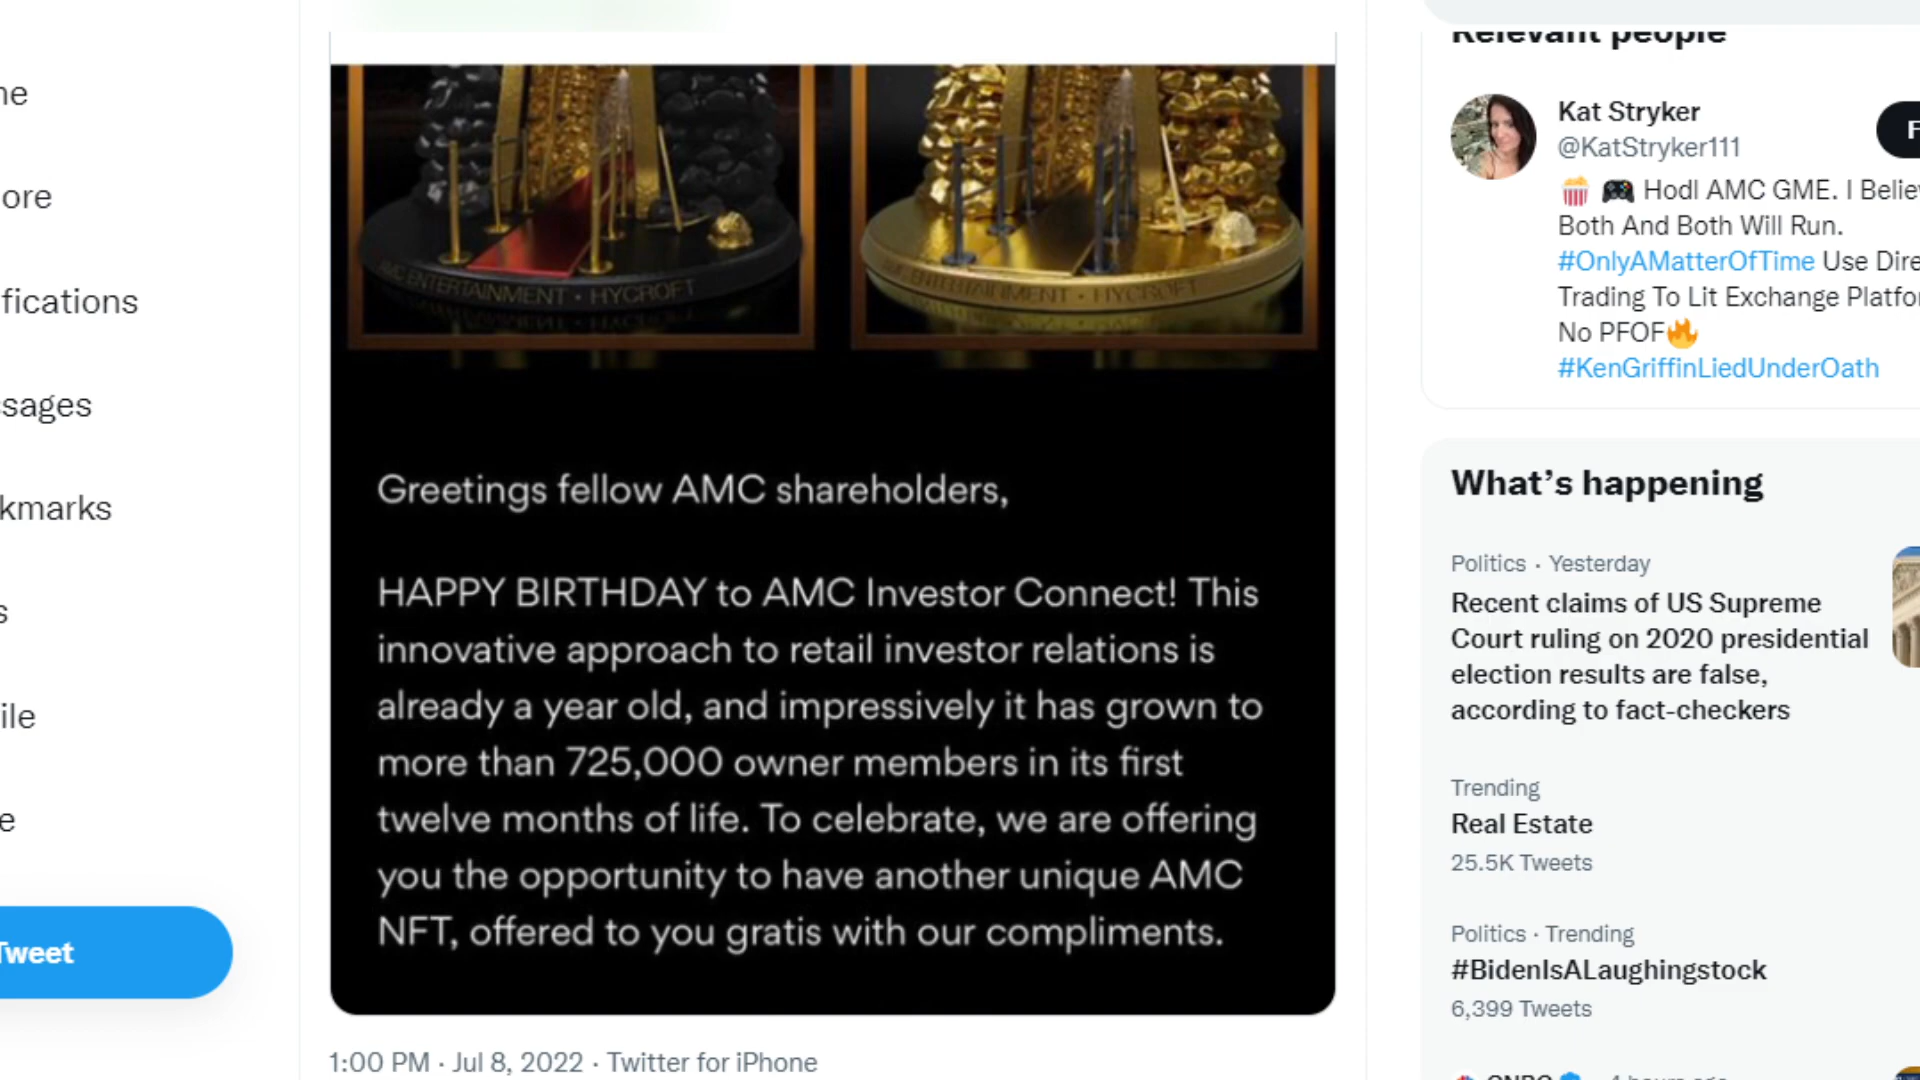 ne
ore
fications
ssages
kmarks
s
ile
e
Tweet
AMC ENTERTAINMENT • HYCROFT
AMC ENTERTAINMENT • HYCROFT
Greetings fellow AMC shareholders,
HAPPY BIRTHDAY to AMC Investor Connect! This
innovative approach to retail investor relations is
already a year old, and impressively it has grown to
more than 725,000 owner members in its first
twelve months of life. To celebrate, we are offering
you the opportunity to have another unique AMC
NFT, offered to you gratis with our compliments.
1:00 PM · Jul 8, 2022 · Twitter for iPhone
Relevant people
Kat Stryker
@KatStryker111
F
🍿 🎮 Hodl AMC GME. I Believ
Both And Both Will Run.
#OnlyAMatterOfTime Use Dire
Trading To Lit Exchange Platfor
No PFOF🔥
#KenGriffinLiedUnderOath
What's happening
Politics · Yesterday
Recent claims of US Supreme
Court ruling on 2020 presidential
election results are false,
according to fact-checkers
Trending
Real Estate
25.5K Tweets
Politics · Trending
#BidenIsALaughingstock
6,399 Tweets